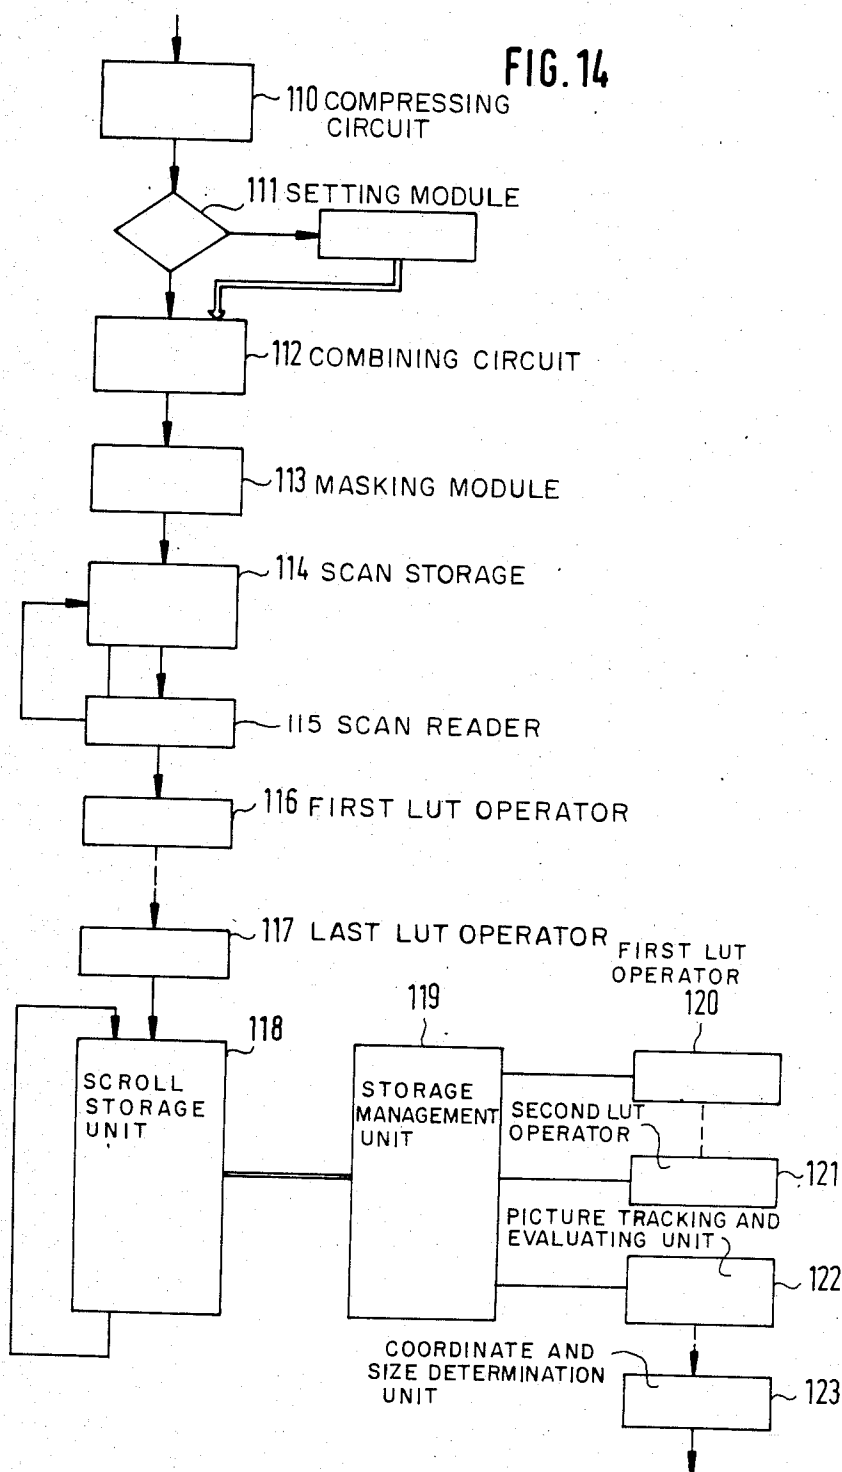 FIG. 14
110 COMPRESSING
CIRCUIT
111 SETTING MODULE
112 COMBINING CIRCUIT
113 MASKING MODULE
114 SCAN STORAGE
115 SCAN READER
116 FIRST LUT OPERATOR
117 LAST LUT OPERATOR
FIRST LUT
OPERATOR
120
118
SCROLL
STORAGE
UNIT
119
STORAGE
MANAGEMENT
UNIT
SECOND LUT
OPERATOR
121
PICTURE TRACKING AND
EVALUATING UNIT
122
COORDINATE AND
SIZE DETERMINATION
UNIT
123